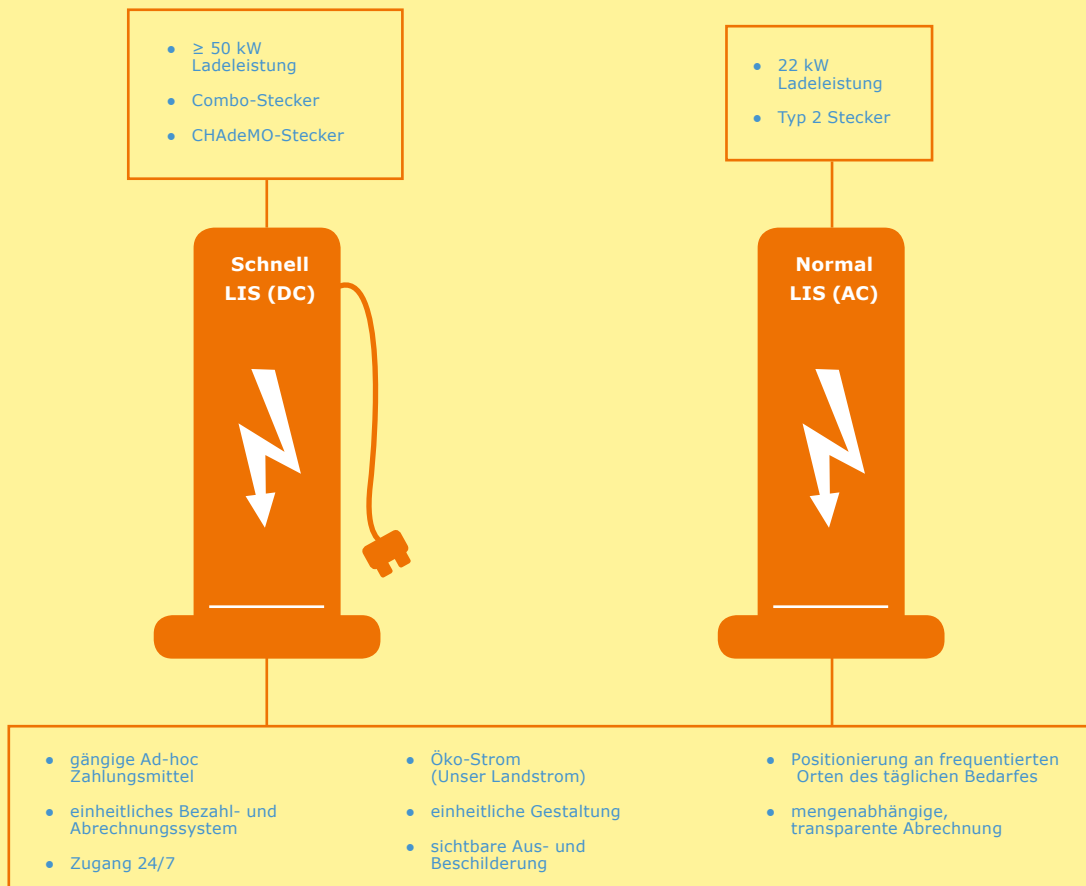 ≥ 50 kW
Ladeleistung
Combo-Stecker
CHAdeMO-Stecker
22 kW
Ladeleistung
Typ 2 Stecker
Schnell
LIS (DC)
Normal
LIS (AC)
gängige Ad-hoc
Zahlungsmittel
einheitliches Bezahl- und
Abrechnungssystem
Zugang 24/7
Öko-Strom
(Unser Landstrom)
einheitliche Gestaltung
sichtbare Aus- und
Beschilderung
Positionierung an frequentierten
Orten des täglichen Bedarfes
mengenabhängige,
transparente Abrechnung